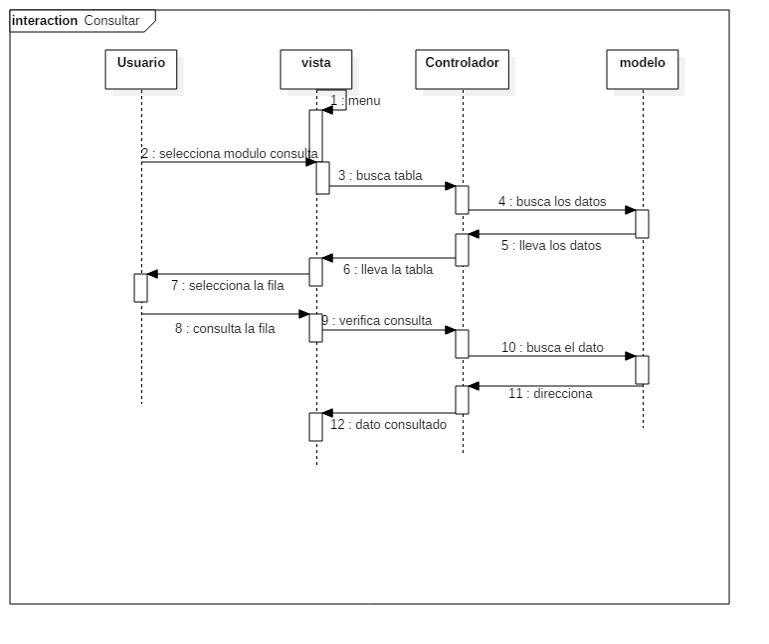 interaction Consultar
Usuario
vista
Controlador
modelo
1 : menu
2 : selecciona modulo consulta
3 : busca tabla
4 : busca los datos
5 : lleva los datos
6 : lleva la tabla
7 : selecciona la fila
8 : consulta la fila
9 : verifica consulta
10 : busca el dato
11 : direcciona
12 : dato consultado